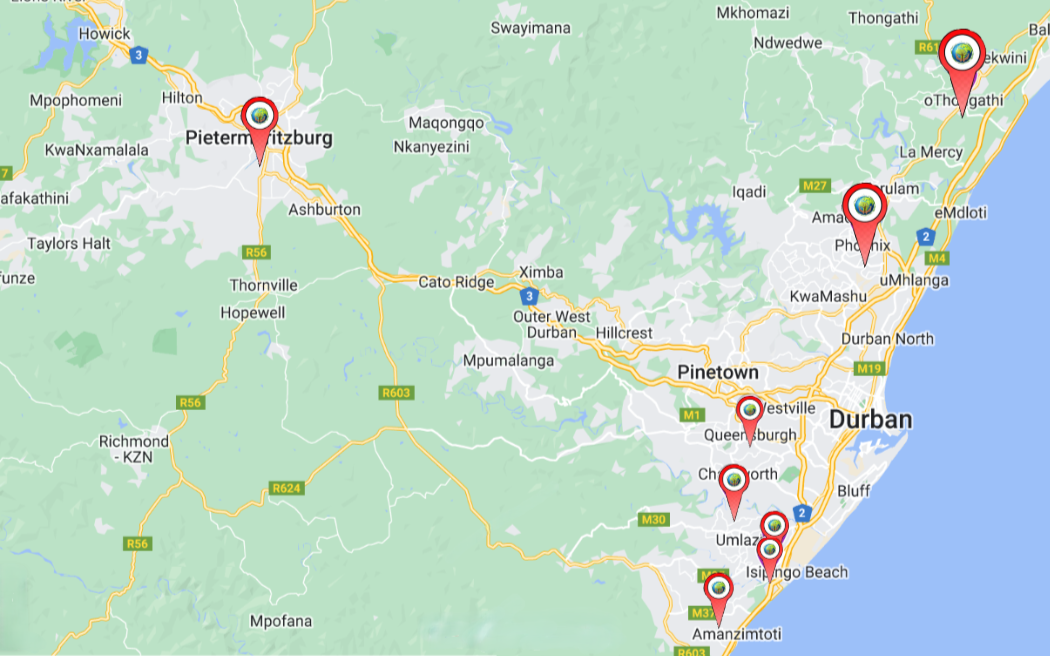 Mkhomazi
Thongathi
Swayimana
Howick
3
Ndwedwe
R61
ekwini
Mpophomeni
Hilton
oThongathi
Maqongqo
Pietermaritzburg
Nkanyezini
KwaNxamalala
La Mercy
7
afakathini
Iqadi
M27
Ashburton
eMdloti
Taylors Halt
2
Phoenix
R56
M4
Ximba
unze
Cato Ridge
uMhlanga
Thornville
3
KwaMashu
Hopewell
Outer West
Durban
Hillcrest
Durban North
Mpumalanga
M19
Pinetown
R603
R56
Westville
M1
Durban
Queensburgh
Richmond
- KZN
Chatsworth
R624
Bluff
2
M30
R56
Umlazi
Isipingo Beach
M37
Mpofana
Amanzimtoti
R603